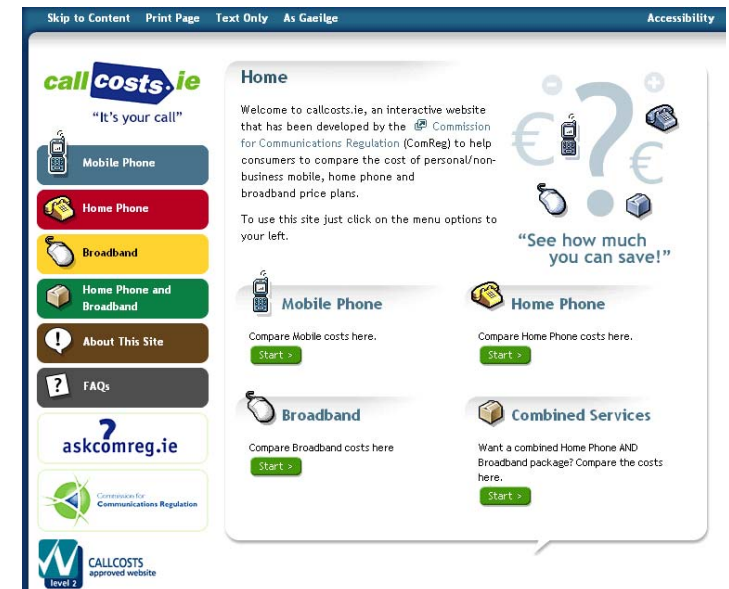 Skip to Content Print Page Text Only As Gaeilge Accessibility
callcosts.ie
"It's your call"
Mobile Phone
Home Phone
Broadband
Home Phone and
Broadband
About This Site
FAQs
askcomreg.ie
Commission for
Communications Regulation
CALLCOSTS
approved website
level 2
Home
Welcome to callcosts.ie, an interactive website
that has been developed by the Commission
for Communications Regulation (ComReg) to help
consumers to compare the cost of personal/non-
business mobile, home phone and
broadband price plans.
To use this site just click on the menu options to
your left.
"See how much
you can save!"
Mobile Phone
Compare Mobile costs here.
Start >
Home Phone
Compare Home Phone costs here.
Start >
Broadband
Compare Broadband costs here
Start >
Combined Services
Want a combined Home Phone AND
Broadband package? Compare the costs
here.
Start >